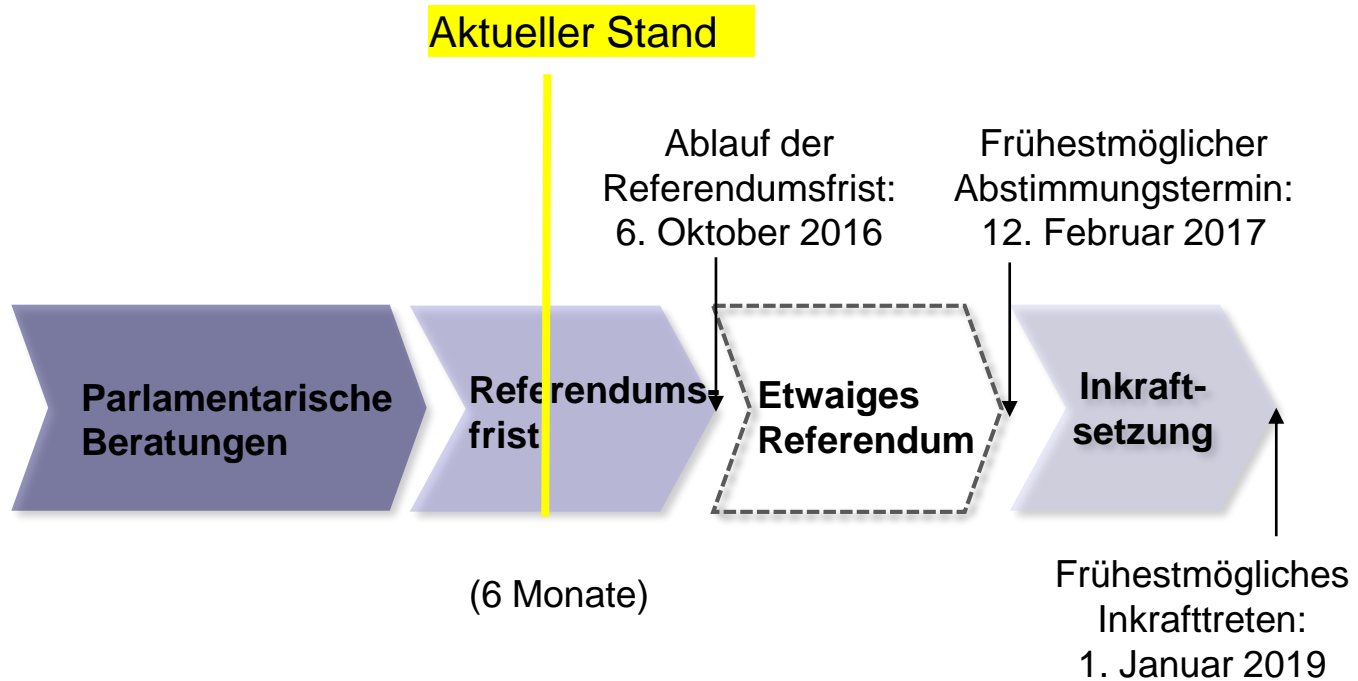 Aktueller Stand
Ablauf der
Referendumsfrist:
6. Oktober 2016
Frühestmöglicher
Abstimmungstermin:
12. Februar 2017
Parlamentarische
Beratungen
Referendums-
frist
Etwaiges
Referendum
Inkraft-
setzung
(6 Monate)
Frühestmögliches
Inkrafttreten:
1. Januar 2019